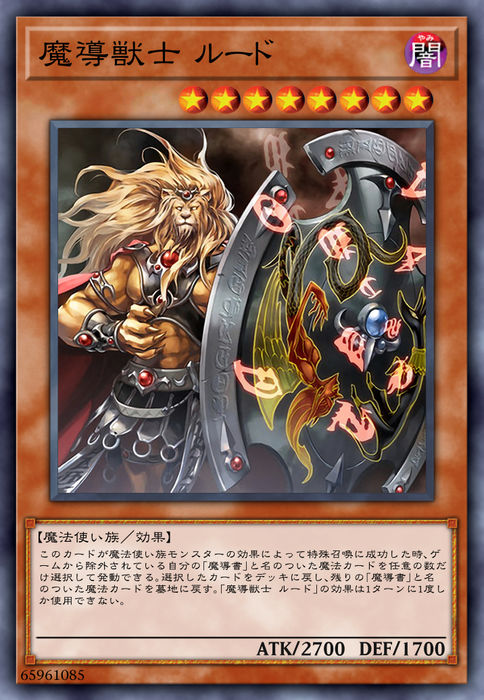 魔導獣士 ルード
やみ
闇
【魔法使い族／効果】
このカードが魔法使い族モンスターの効果によって特殊召喚に成功した時、ゲ
ームから除外されている自分の「魔導書」と名のついた魔法カードを任意の数だ
け選択して発動できる。選択したカードをデッキに戻し、残りの「魔導書」と名
のついた魔法カードを墓地に戻す。「魔導獣士 ルード」の効果は1ターンに1度し
か使用できない。
ATK/2700 DEF/1700
65961085